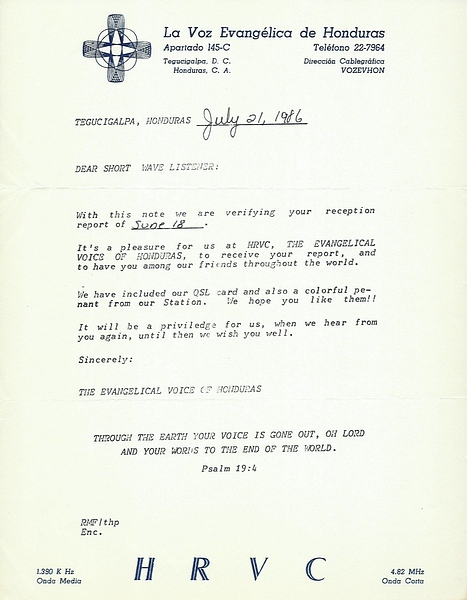 La Voz Evangélica de Honduras
Apartado 145-C Teléfono 22-7964
Tegucigalpa, D. C. Dirección Cablegráfica
Honduras, C. A. VOZEVHON
TEGUCIGALPA, HONDURAS July 21, 1986
DEAR SHORT WAVE LISTENER:
With this note we are verifying your reception
report of June 18.
It's a pleasure for us at HRVC, THE EVANGELICAL
VOICE OF HONDURAS, to receive your report, and
to have you among our friends throughout the world.
We have included our QSL card and also a colorful pe-
nant from our Station. We hope you like them!!
It will be a priviledge for us, when we hear from
you again, until then we wish you well.
Sincerely:
THE EVANGELICAL VOICE OF HONDURAS
THROUGH THE EARTH YOUR VOICE IS GONE OUT, OH LORD
AND YOUR WORDS TO THE END OF THE WORLD.
Psalm 19:4
RMF/thp
Enc.
1.390 K Hz H R V C 4.82 MHz
Onda Media Onda Corta